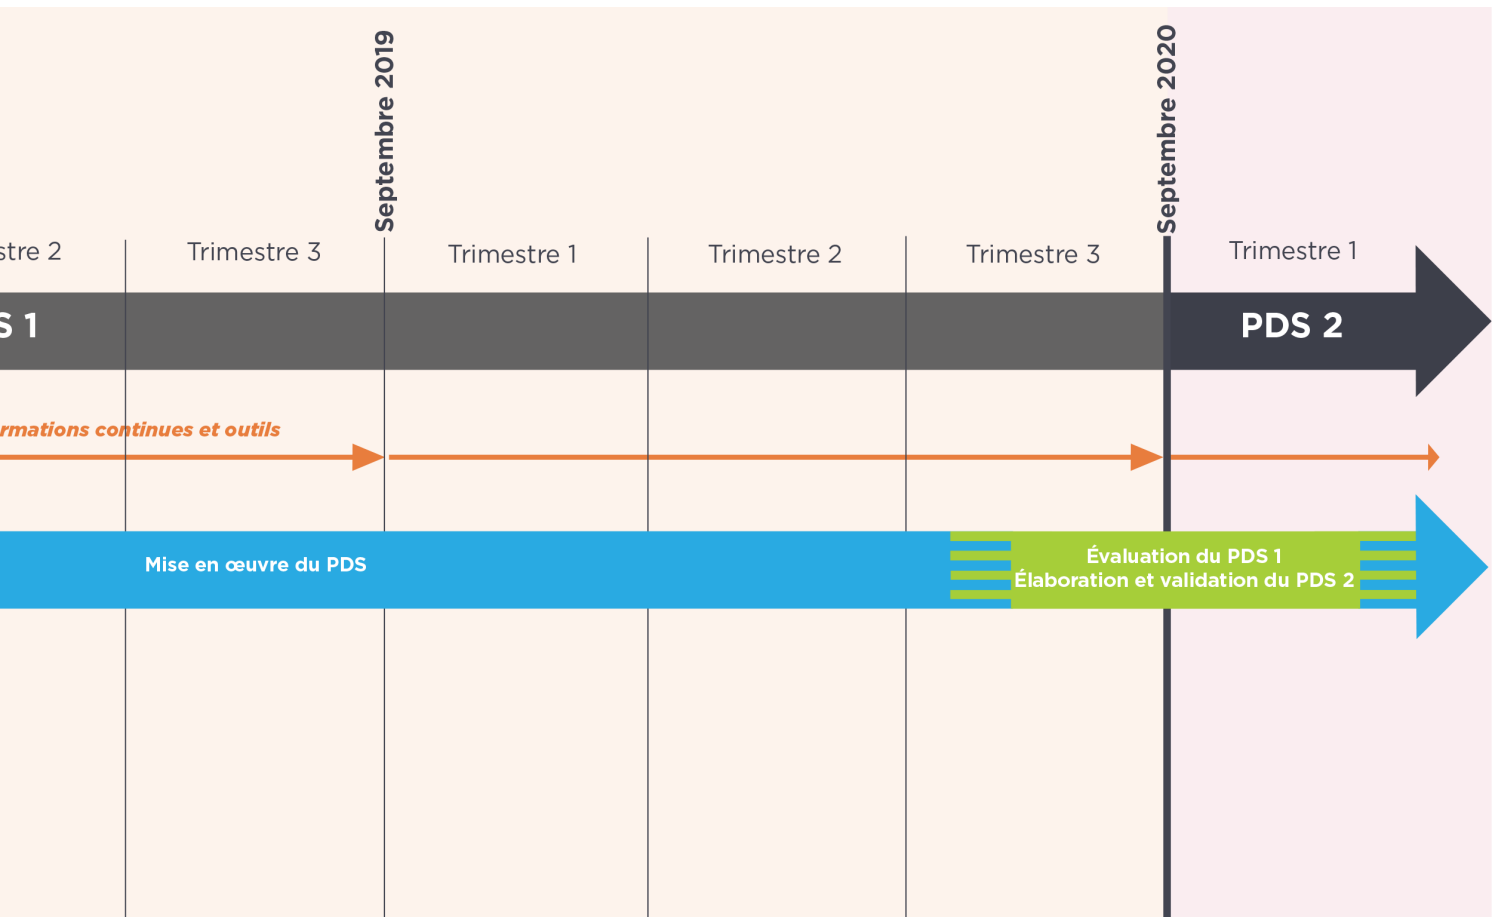 Septembre 2019
Septembre 2020
stre 2
Trimestre 3
Trimestre 1
Trimestre 2
Trimestre 3
Trimestre 1
S 1
PDS 2
rmations continues et outils
Mise en œuvre du PDS
Évaluation du PDS 1
Élaboration et validation du PDS 2